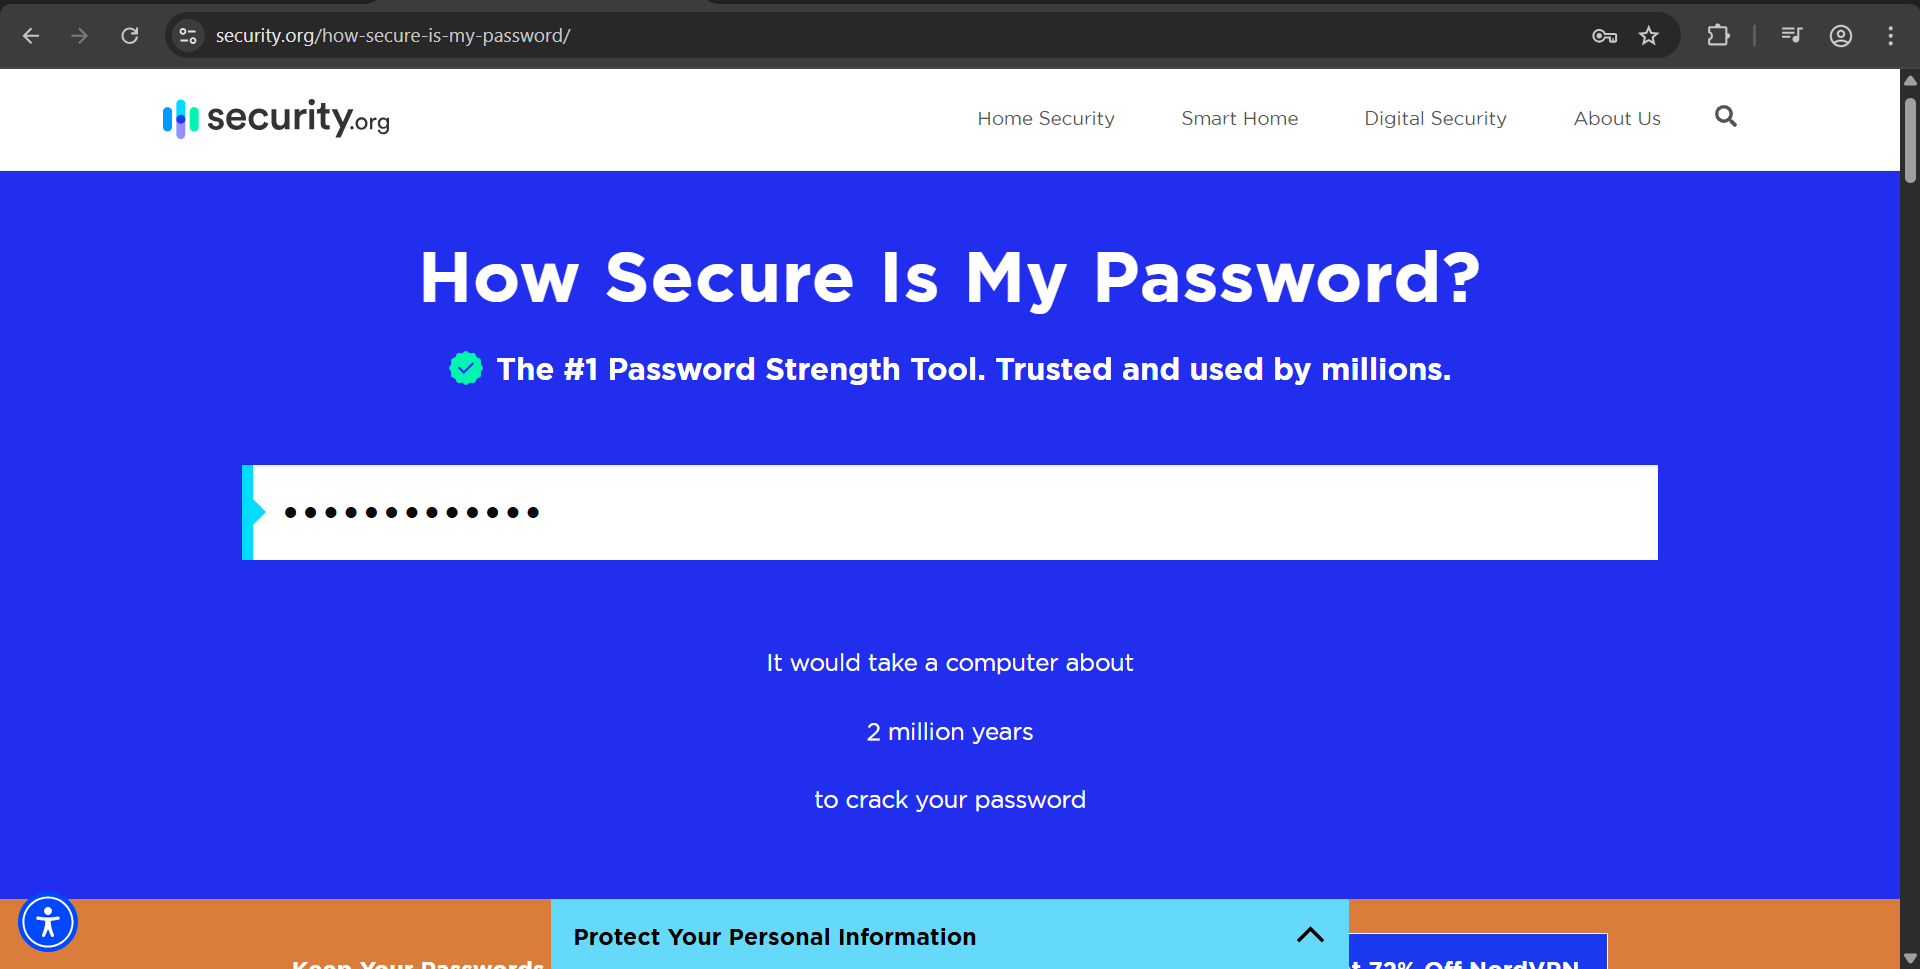 security.org/how-secure-is-my-password/
security.org
Home Security
Smart Home
Digital Security
About Us
How Secure Is My Password?
The #1 Password Strength Tool. Trusted and used by millions.
•••••••••••••
It would take a computer about
2 million years
to crack your password
Protect Your Personal Information
Keep Your Passwords
72% Off NordVPN